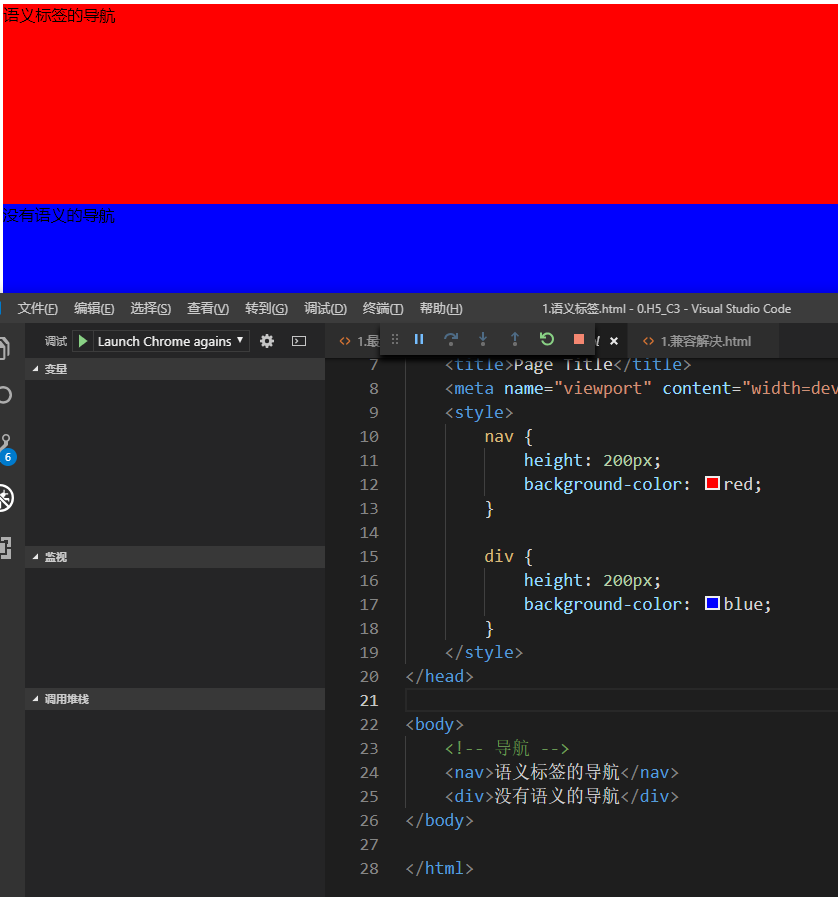 语义标签的导航
没有语义的导航
文件(F) 编辑(E) 选择(S) 查看(V) 转到(G) 调试(D) 终端(T) 帮助(H) 1.语义标签.html - 0.H5_C3 - Visual Studio Code
调试 Launch Chrome agains <> 1.最 <> 1.兼容解决.html
变量
监视
调用堆栈
6
7 <title>Page Title</title>
8 <meta name="viewport" content="width=dev
9 <style>
10 nav {
11 height: 200px;
12 background-color: red;
13 }
14
15 div {
16 height: 200px;
17 background-color: blue;
18 }
19 </style>
20 </head>
21
22 <body>
23 <!-- 导航 -->
24 <nav>语义标签的导航</nav>
25 <div>没有语义的导航</div>
26 </body>
27
28 </html>